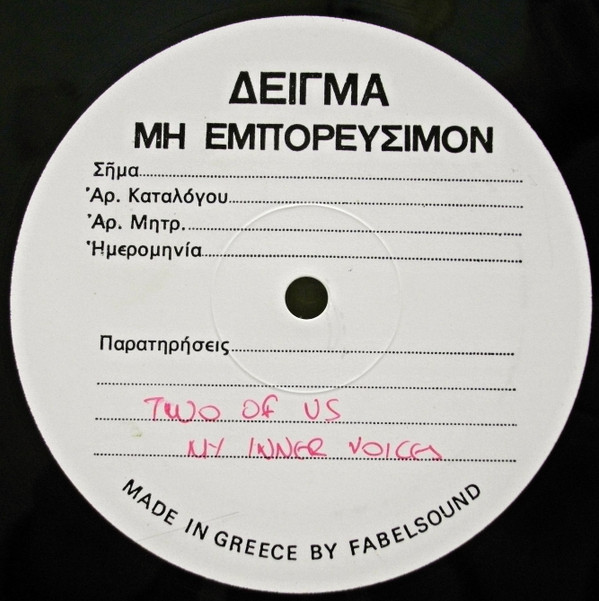 ΔΕΙΓΜΑ
ΜΗ ΕΜΠΟΡΕΥΣΙΜΟΝ
Σῆμα
Ἀρ. Καταλόγου
Ἀρ. Μητρ.
Ἡμερομηνία
Παρατηρήσεις
TWO OF US
MY INNER VOICES
MADE IN GREECE BY FABELSOUND